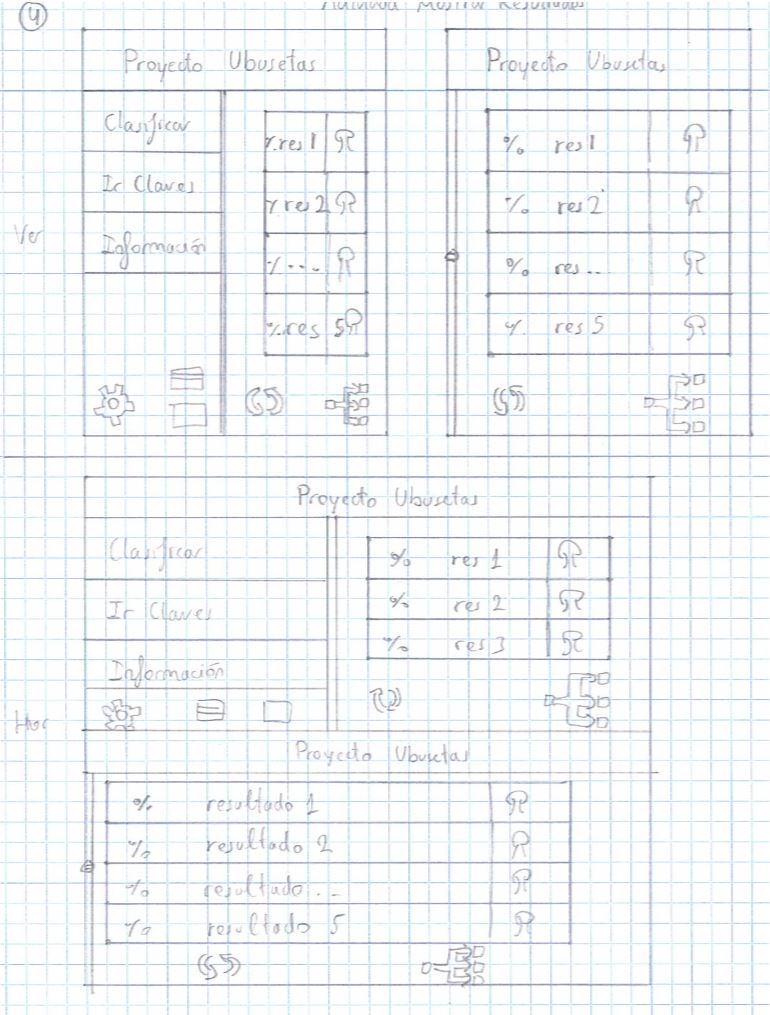 4
Mostrar Resultados
Proyecto Ubusetas
Clasificar
Ir Claves
Información
% res 1
% res 2
% ....
% res 5
Ver
Proyecto Ubusetas
% res 1
% res 2
% res..
% res 5
Proyecto Ubusetas
Clasificar
Ir Claves
Información
% res 1
% res 2
% res 3
Hor
Proyecto Ubusetas
% resultado 1
% resultado 2
% resultado ..
% resultado 5